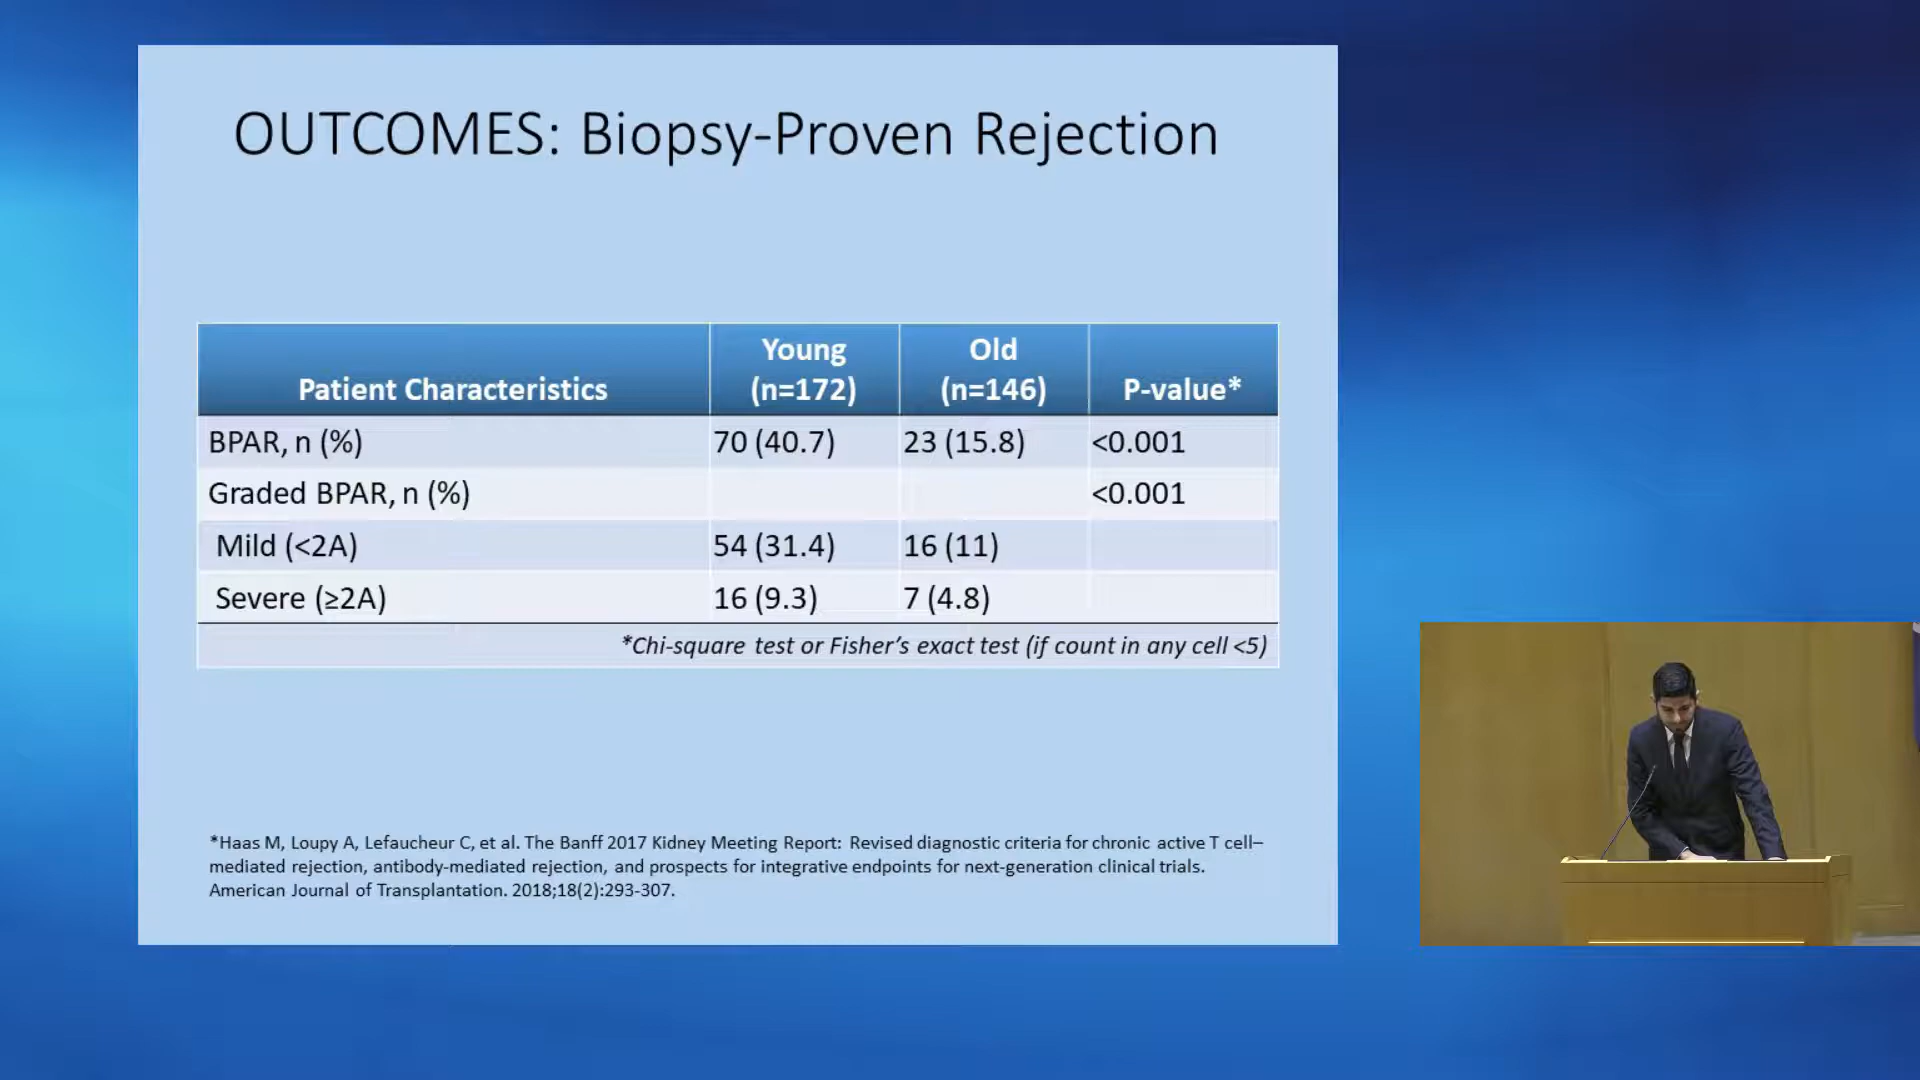 OUTCOMES: Biopsy-Proven Rejection
Patient Characteristics Young (n=172) Old (n=146) P-value*
BPAR, n (%) 70 (40.7) 23 (15.8) <0.001
Graded BPAR, n (%) <0.001
Mild (<2A) 54 (31.4) 16 (11)
Severe (≥2A) 16 (9.3) 7 (4.8)
*Chi-square test or Fisher’s exact test (if count in any cell <5)
*Haas M, Loupy A, Lefaucheur C, et al. The Banff 2017 Kidney Meeting Report: Revised diagnostic criteria for chronic active T cell–
mediated rejection, antibody-mediated rejection, and prospects for integrative endpoints for next-generation clinical trials.
American Journal of Transplantation. 2018;18(2):293-307.